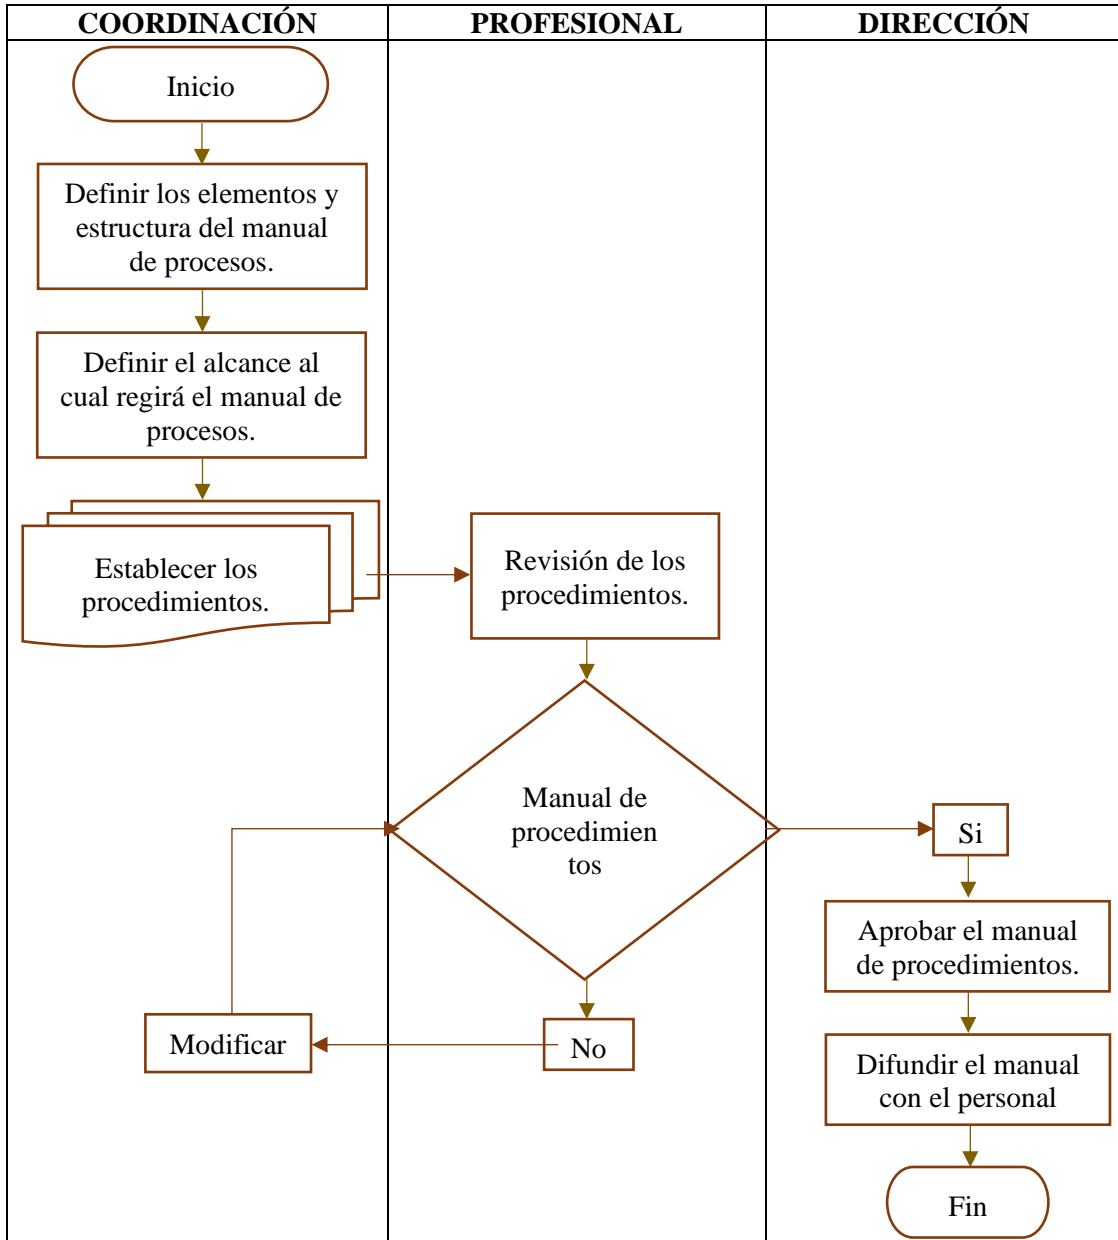 COORDINACIÓN
PROFESIONAL
DIRECCIÓN
Inicio
Definir los elementos y
estructura del manual
de procesos.
Definir el alcance al
cual regirá el manual de
procesos.
Establecer los
procedimientos.
Revisión de los
procedimientos.
Manual de
procedimien
tos
Si
Aprobar el manual
de procedimientos.
No
Modificar
Difundir el manual
con el personal
Fin